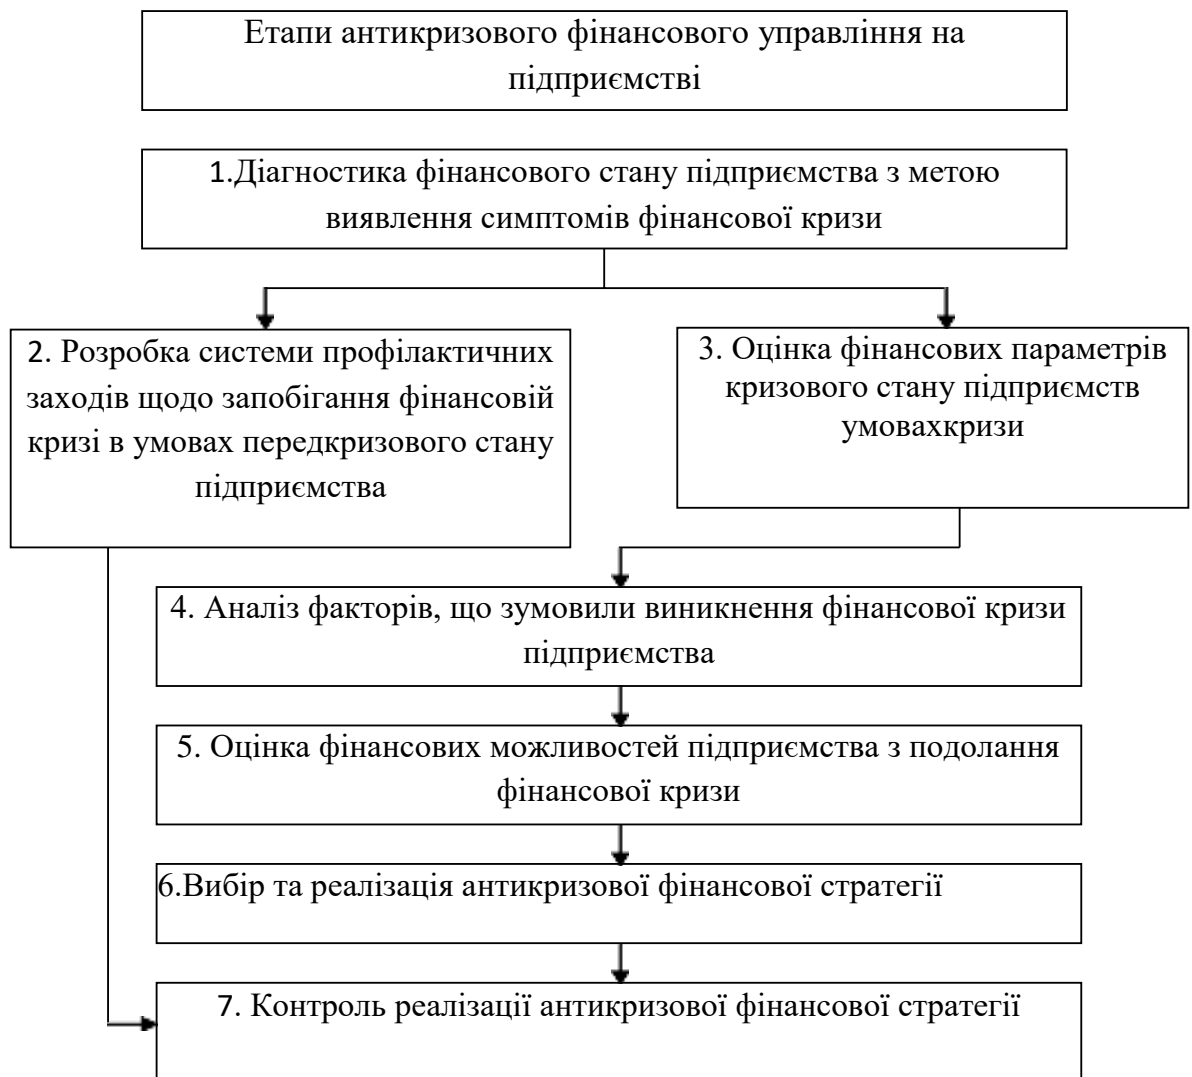 Етапи антикризового фінансового управління на
підприємстві
1.Діагностика фінансового стану підприємства з метою
виявлення симптомів фінансової кризи
2. Розробка системи профілактичних
заходів щодо запобігання фінансовій
кризі в умовах передкризового стану
підприємства
3. Оцінка фінансових параметрів
кризового стану підприємств
умовахкризи
4. Аналіз факторів, що зумовили виникнення фінансової кризи
підприємства
5. Оцінка фінансових можливостей підприємства з подолання
фінансової кризи
6.Вибір та реалізація антикризової фінансової стратегії
7. Контроль реалізації антикризової фінансової стратегії